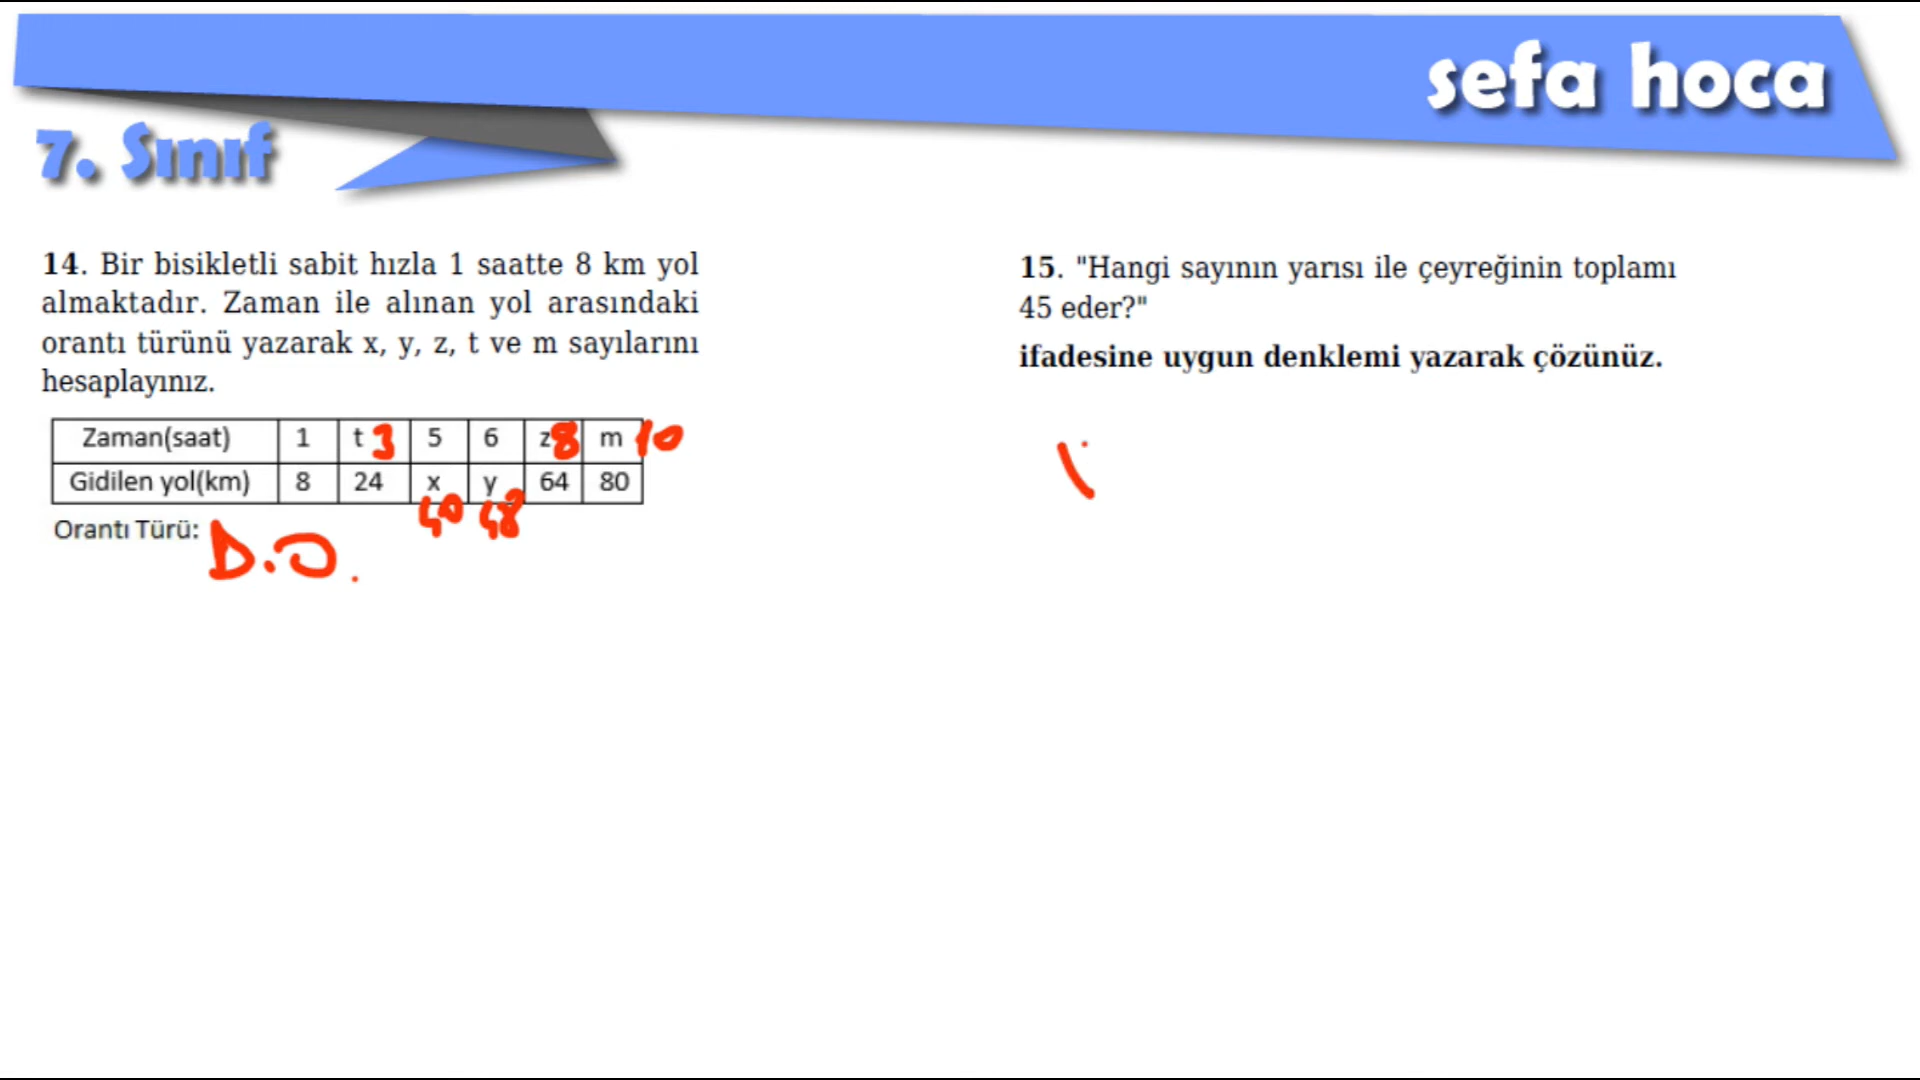 sefa hoca
7. Sınıf
14. Bir bisikletli sabit hızla 1 saatte 8 km yol
almaktadır. Zaman ile alınan yol arasındaki
orantı türünü yazarak x, y, z, t ve m sayılarını
hesaplayınız.
Zaman(saat) 1 t 3 5 6 z 8 m 10
Gidilen yol(km) 8 24 x y 64 80
40 48
Orantı Türü: D.O.
15. "Hangi sayının yarısı ile çeyreğinin toplamı
45 eder?"
ifadesine uygun denklemi yazarak çözünüz.